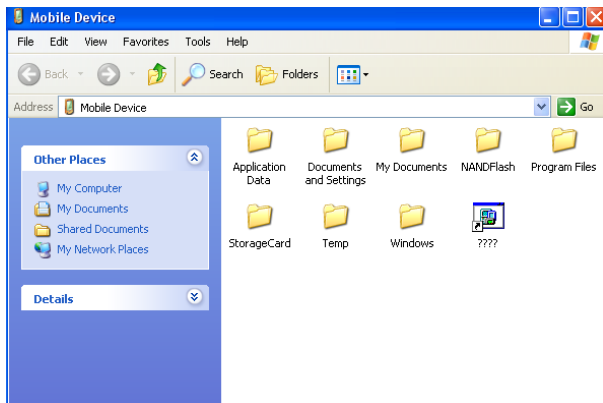 Mobile Device
File Edit View Favorites Tools Help
Back Search Folders
Address Mobile Device Go
Other Places
My Computer
My Documents
Shared Documents
My Network Places
Details
Application Data
Documents and Settings
My Documents
NANDFlash
Program Files
StorageCard
Temp
Windows
????